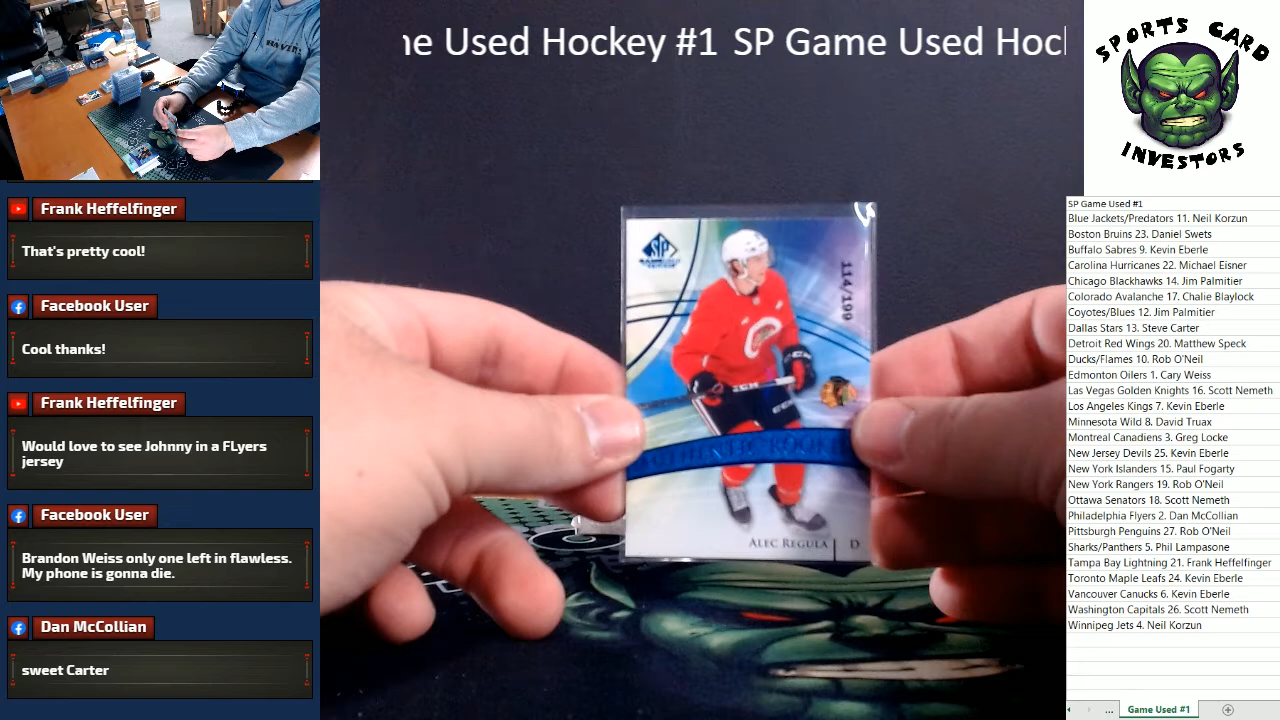 ne Used Hockey #1 SP Game Used Hock
SPORTS CARD
INVESTORS
Frank Heffelfinger
That's pretty cool!
Facebook User
Cool thanks!
Frank Heffelfinger
Would love to see Johnny in a FLyers
jersey
Facebook User
Brandon Weiss only one left in flawless.
My phone is gonna die.
Dan McCollian
sweet Carter
SP
GAME USED
EDITION
114/199
CCM
CCM
AUTHENTIC ROOKIE
ALEC REGULA D
SP Game Used #1
Blue Jackets/Predators 11. Neil Korzun
Boston Bruins 23. Daniel Swets
Buffalo Sabres 9. Kevin Eberle
Carolina Hurricanes 22. Michael Eisner
Chicago Blackhawks 14. Jim Palmitier
Colorado Avalanche 17. Chalie Blaylock
Coyotes/Blues 12. Jim Palmitier
Dallas Stars 13. Steve Carter
Detroit Red Wings 20. Matthew Speck
Ducks/Flames 10. Rob O'Neil
Edmonton Oilers 1. Cary Weiss
Las Vegas Golden Knights 16. Scott Nemeth
Los Angeles Kings 7. Kevin Eberle
Minnesota Wild 8. David Truax
Montreal Canadiens 3. Greg Locke
New Jersey Devils 25. Kevin Eberle
New York Islanders 15. Paul Fogarty
New York Rangers 19. Rob O'Neil
Ottawa Senators 18. Scott Nemeth
Philadelphia Flyers 2. Dan McCollian
Pittsburgh Penguins 27. Rob O'Neil
Sharks/Panthers 5. Phil Lampasone
Tampa Bay Lightning 21. Frank Heffelfinger
Toronto Maple Leafs 24. Kevin Eberle
Vancouver Canucks 6. Kevin Eberle
Washington Capitals 26. Scott Nemeth
Winnipeg Jets 4. Neil Korzun
... Game Used #1